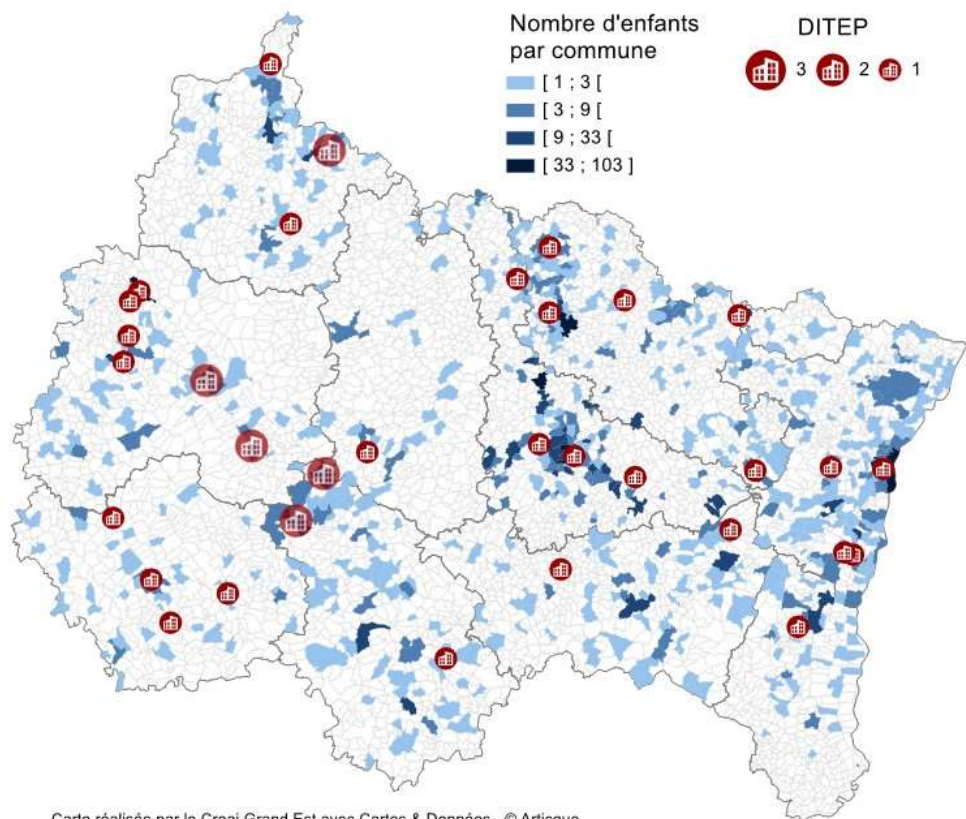 Nombre d'enfants
par commune
[ 1 ; 3 [
[ 3 ; 9 [
[ 9 ; 33 [
[ 33 ; 103 ]
DITEP
3 2 1
Carte réalisée par le Creai Grand Est avec Cartes & Données - © Artique